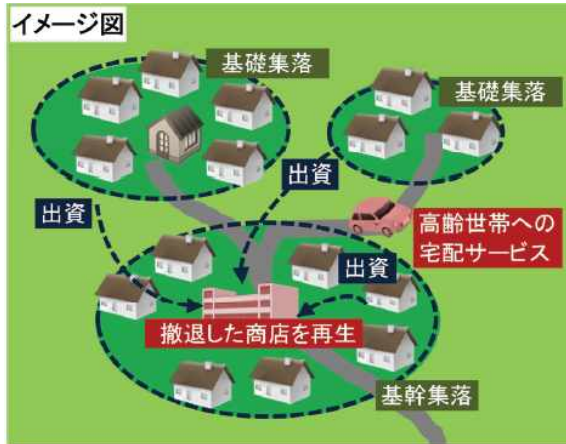 イメージ図
基礎集落
基礎集落
出資
出資
高齢世帯への
宅配サービス
出資
撤退した商店を再生
基幹集落